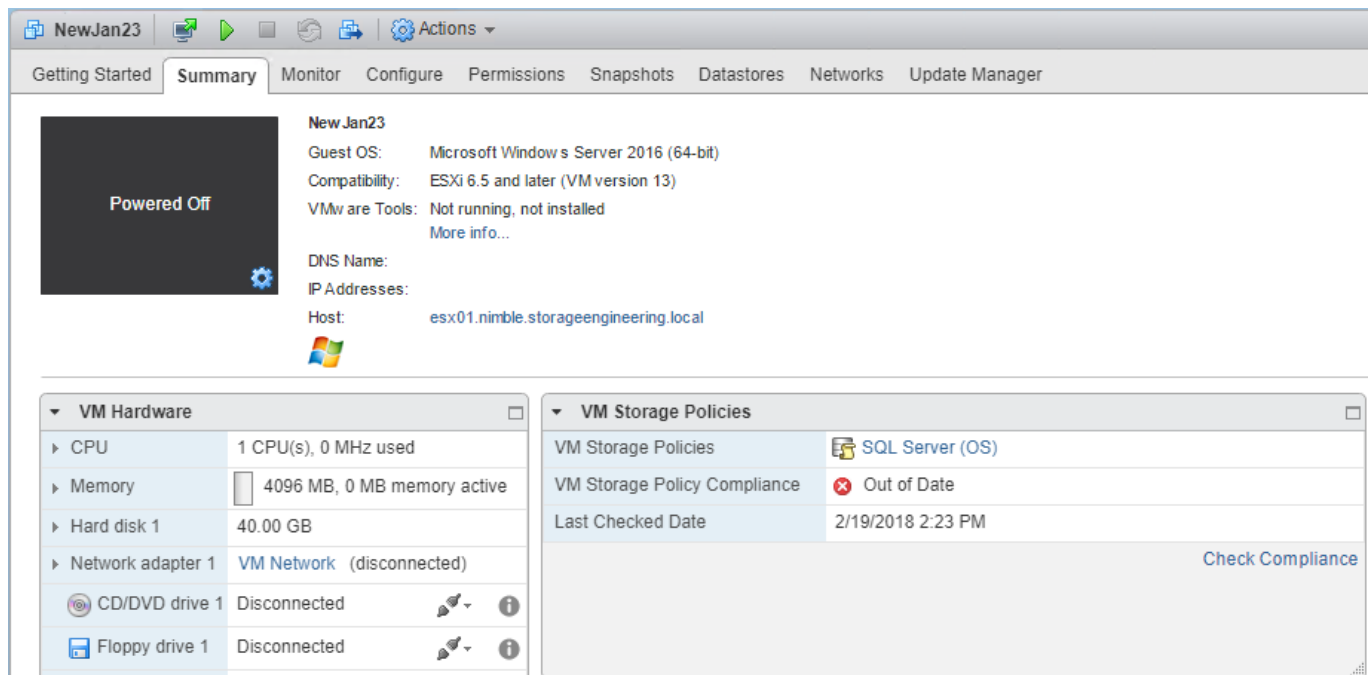 NewJan23 Actions
Getting Started Summary Monitor Configure Permissions Snapshots Datastores Networks Update Manager
Powered Off
NewJan23
Guest OS: Microsoft Windows Server 2016 (64-bit)
Compatibility: ESXi 6.5 and later (VM version 13)
VMware Tools: Not running, not installed
More info...
DNS Name:
IP Addresses:
Host: esx01.nimble.storageengineering.local
VM Hardware
CPU 1 CPU(s), 0 MHz used
Memory 4096 MB, 0 MB memory active
Hard disk 1 40.00 GB
Network adapter 1 VM Network (disconnected)
CD/DVD drive 1 Disconnected
Floppy drive 1 Disconnected
VM Storage Policies
VM Storage Policies SQL Server (OS)
VM Storage Policy Compliance Out of Date
Last Checked Date 2/19/2018 2:23 PM
Check Compliance